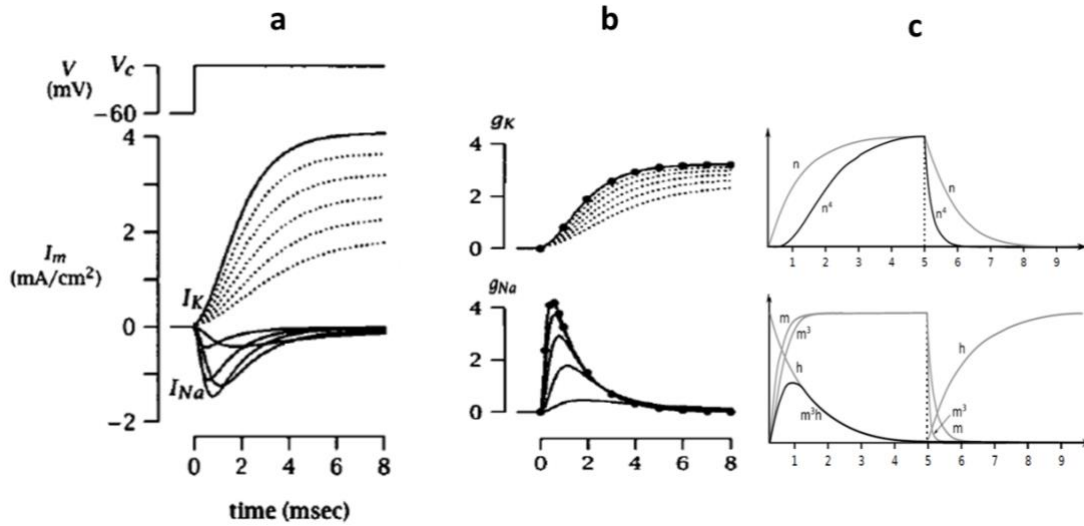 a
b
c
V
(mV)
V_c
−60
4
2
0
−2
I_m
(mA/cm²)
I_K
I_Na
0 2 4 6 8
time (msec)
g_K
4
2
0
g_Na
4
2
0
0 2 4 6 8
n
n⁴
n
n⁴
1 2 3 4 5 6 7 8 9
m
m³
h
m³h
h
m³
m
1 2 3 4 5 6 7 8 9